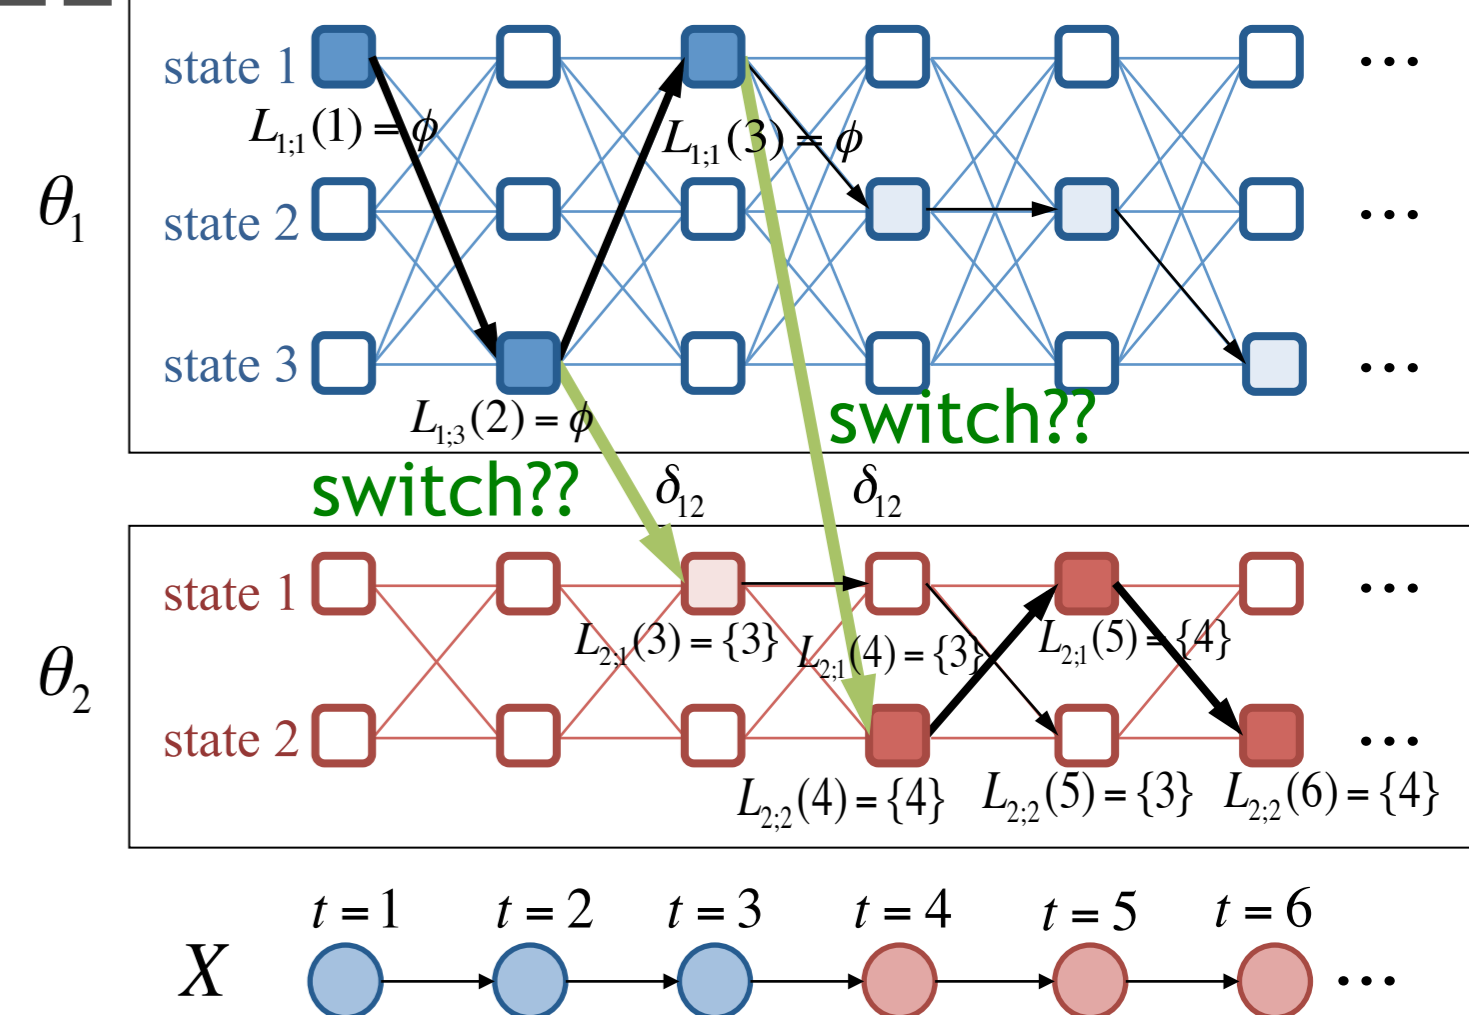 state 1 ...
L₁;₁(1) = ϕ L₁;₁(3) = ϕ
θ₁ state 2 ...
state 3 ...
L₁;₃(2) = ϕ
switch??
switch?? δ₁₂ δ₁₂
state 1 ...
L₂;₁(3) = {3} L₂;₁(4) = {3} L₂;₁(5) = {4}
θ₂
state 2 ...
L₂;₂(4) = {4} L₂;₂(5) = {3} L₂;₂(6) = {4}
t = 1 t = 2 t = 3 t = 4 t = 5 t = 6
X ...